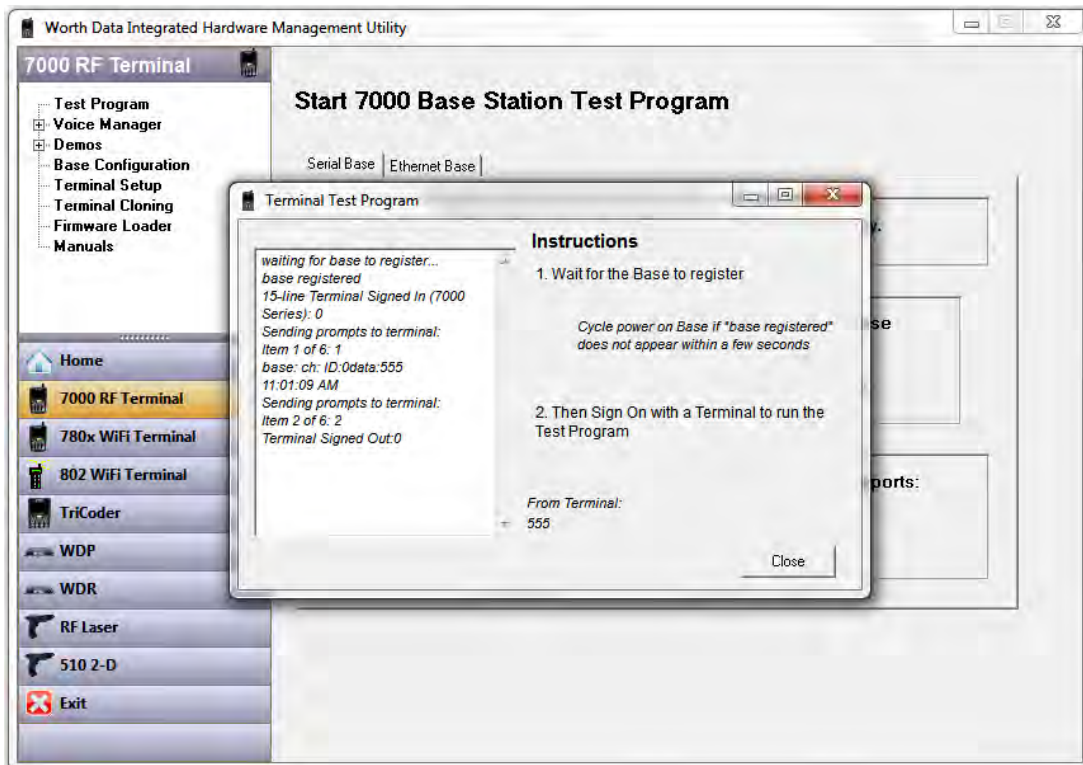 Worth Data Integrated Hardware Management Utility
7000 RF Terminal
Test Program
Voice Manager
Demos
Base Configuration
Terminal Setup
Terminal Cloning
Firmware Loader
Manuals
Home
7000 RF Terminal
780x WiFi Terminal
802 WiFi Terminal
TriCoder
WDP
WDR
RF Laser
510 2-D
Exit
Start 7000 Base Station Test Program
Serial Base
Ethernet Base
Terminal Test Program
waiting for base to register...
base registered
15-line Terminal Signed In (7000
Series): 0
Sending prompts to terminal:
Item 1 of 6: 1
base: ch: ID:0data:555
11:01:09 AM
Sending prompts to terminal:
Item 2 of 6: 2
Terminal Signed Out:0
Instructions
1. Wait for the Base to register
Cycle power on Base if "base registered"
does not appear within a few seconds
2. Then Sign On with a Terminal to run the
Test Program
From Terminal:
555
Close
se
ports: